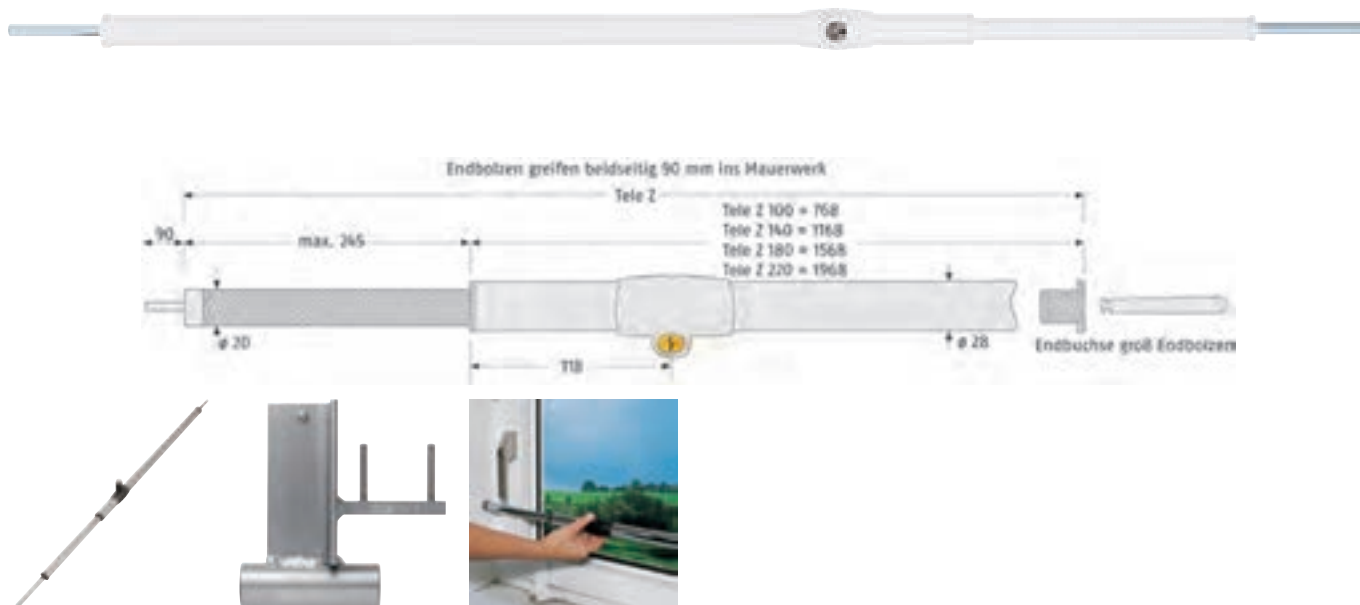 Endbolzen greifen beidseitig 90 mm ins Mauerwerk
Tele Z
Tele Z 100 = 768
90
max. 245
Tele Z 140 = 1168
Tele Z 180 = 1568
Tele Z 220 = 1968
ø 20
ø 28
Endbuchse groß Endbolzen
118